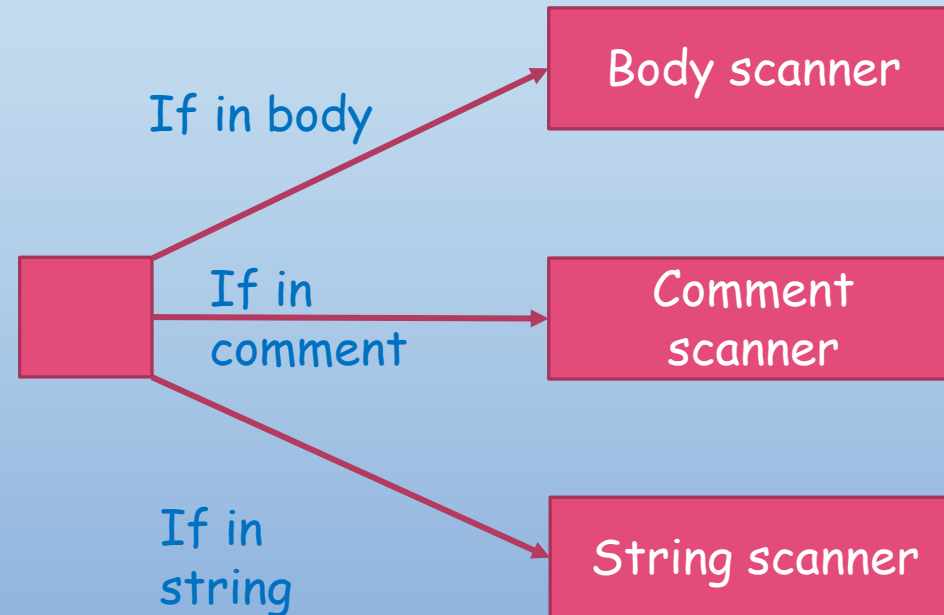 Body scanner
If in body
If in
comment
Comment
scanner
If in
string
String scanner